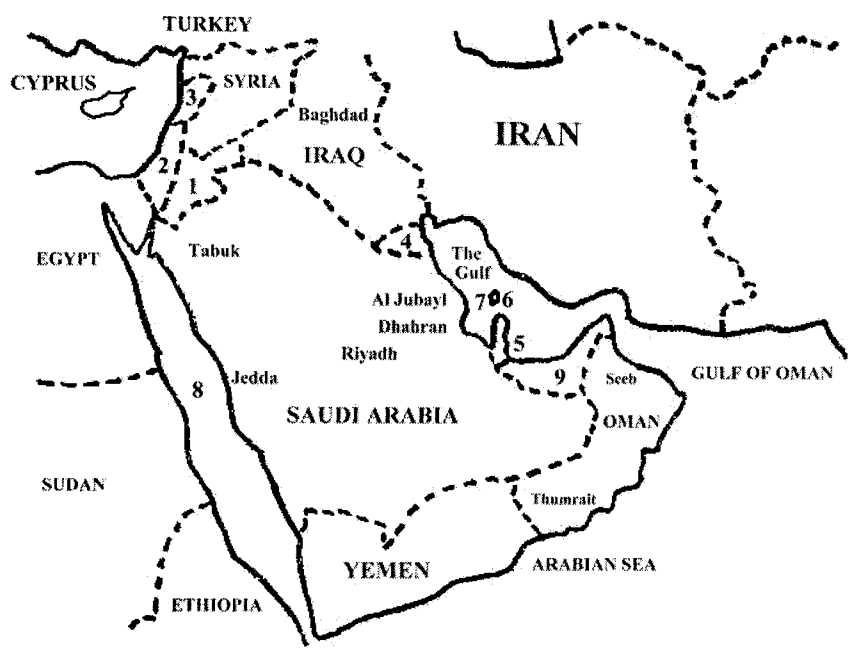 TURKEY
CYPRUS
SYRIA
3
Baghdad
IRAN
IRAQ
2
1
4
EGYPT
Tabuk
The
Gulf
Al Jubayl
7
6
Dhahran
Riyadh
5
8
Jedda
9
Seeb
GULF OF OMAN
SAUDI ARABIA
OMAN
SUDAN
Thumrait
YEMEN
ARABIAN SEA
ETHIOPIA